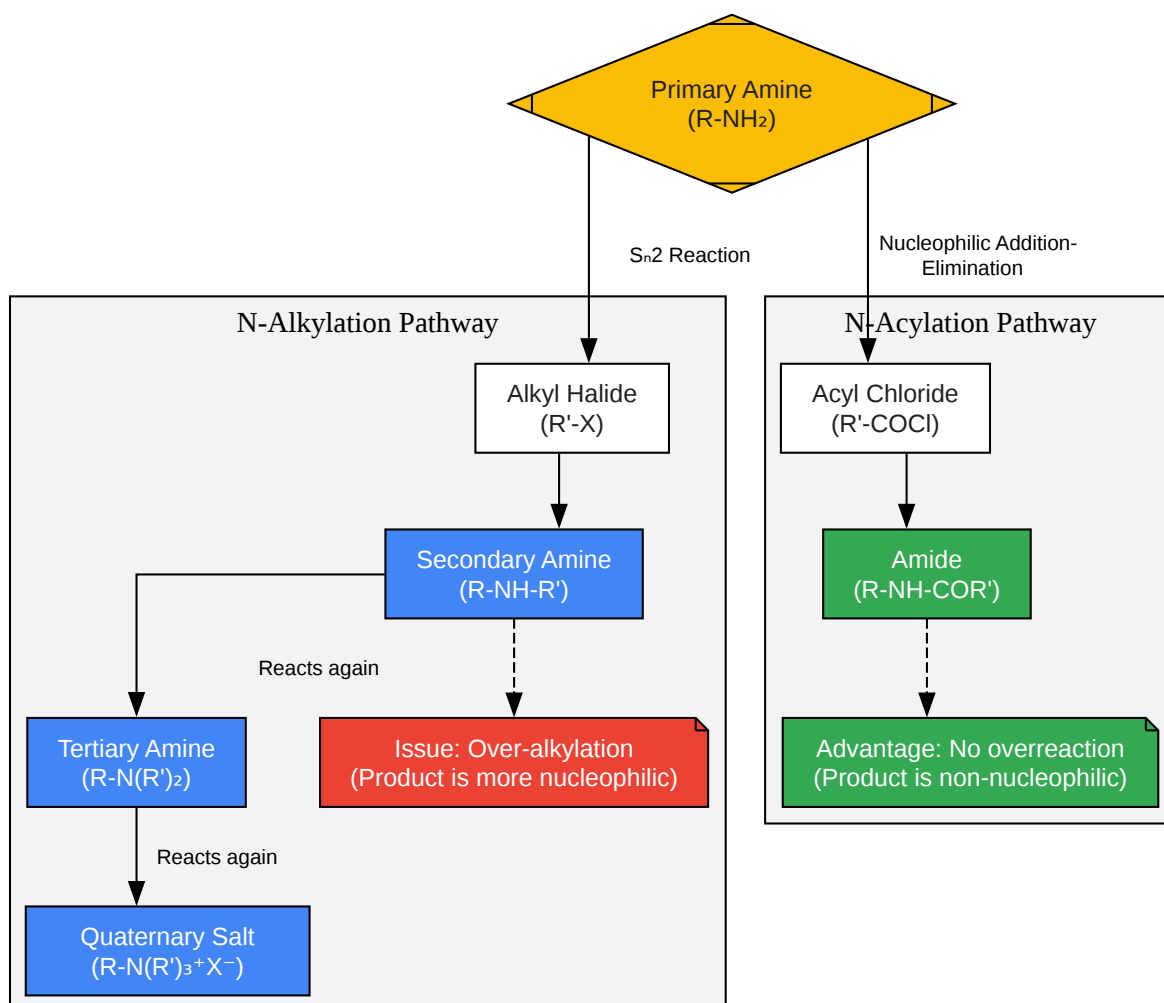 Primary Amine
(R-NH₂)
Sₙ2 Reaction
Nucleophilic Addition-
Elimination
N-Alkylation Pathway
N-Acylation Pathway
Alkyl Halide
(R'-X)
Acyl Chloride
(R'-COCl)
Secondary Amine
(R-NH-R')
Amide
(R-NH-COR')
Reacts again
Tertiary Amine
(R-N(R')₂)
Issue: Over-alkylation
(Product is more nucleophilic)
Advantage: No overreaction
(Product is non-nucleophilic)
Reacts again
Quaternary Salt
(R-N(R')₃⁺X⁻)